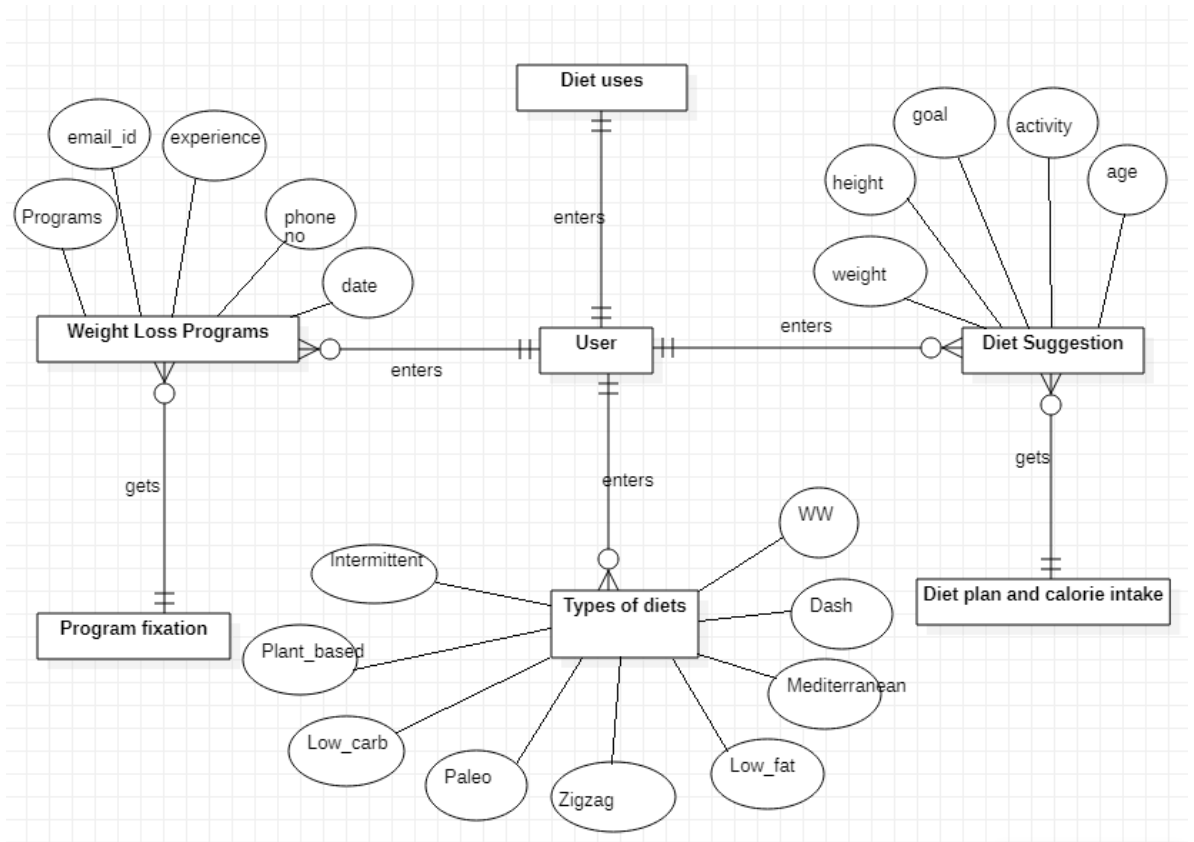 Diet uses
email_id
experience
goal
activity
age
height
Programs
phone
no
enters
weight
date
Weight Loss Programs
enters
User
enters
Diet Suggestion
gets
enters
gets
WW
Intermittent
Types of diets
Diet plan and calorie intake
Dash
Program fixation
Plant_based
Mediterranean
Low_carb
Paleo
Low_fat
Zigzag